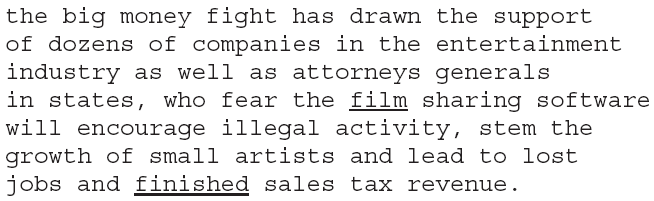 the big money fight has drawn the support
of dozens of companies in the entertainment
industry as well as attorneys generals
in states, who fear the film sharing software
will encourage illegal activity, stem the
growth of small artists and lead to lost
jobs and finished sales tax revenue.